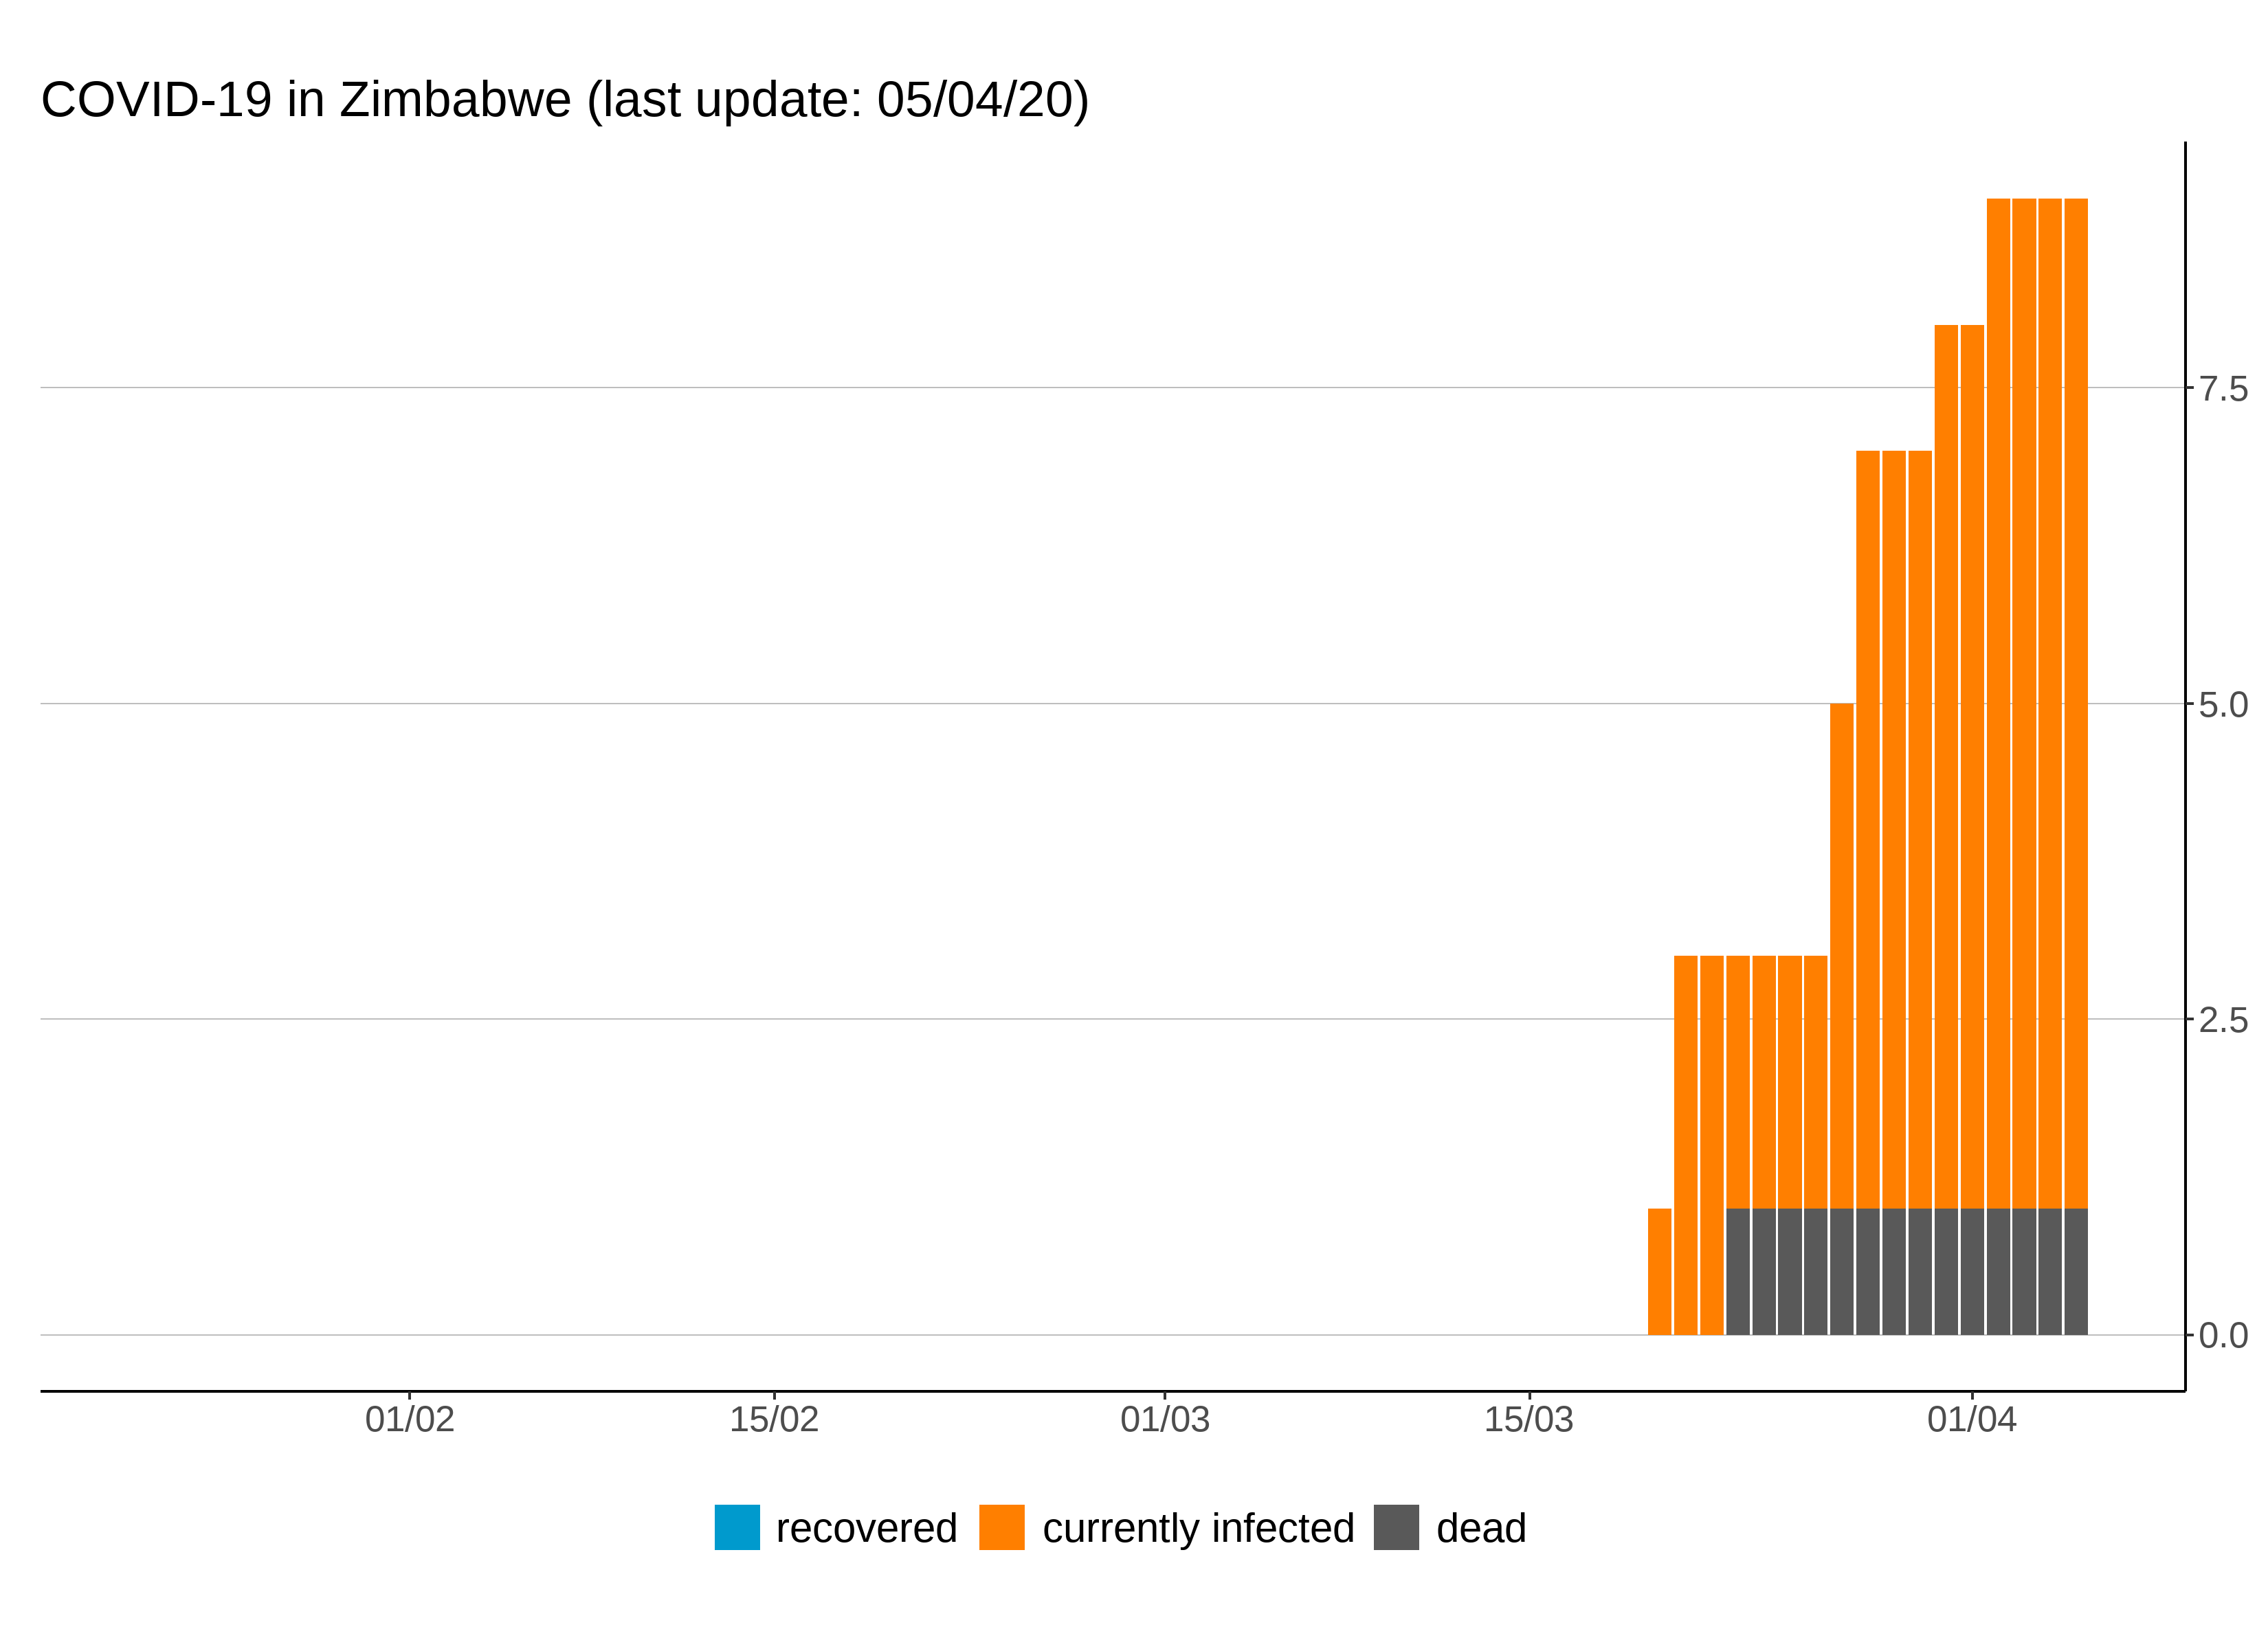 COVID-19 in Zimbabwe (last update: 05/04/20)
7.5
5.0
2.5
0.0
01/02 15/02 01/03 15/03 01/04
recovered currently infected dead